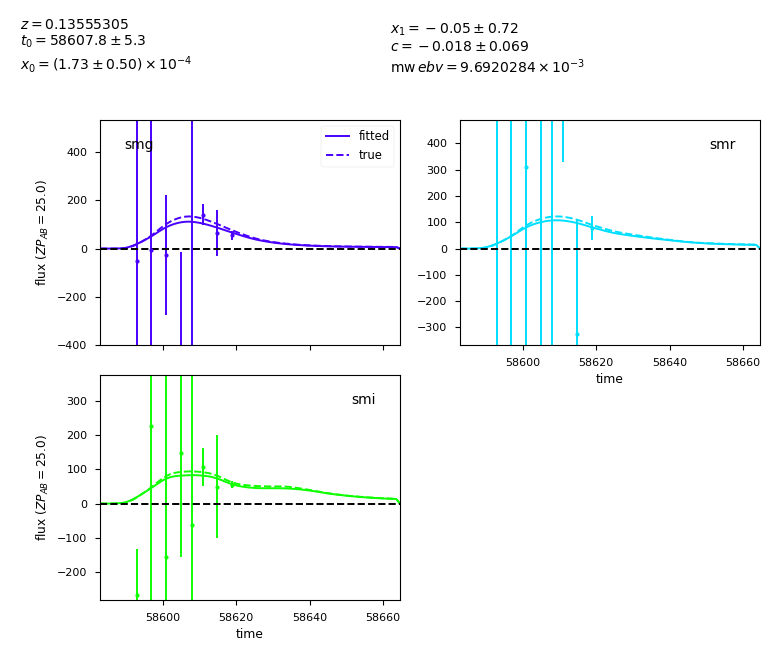 z = 0.13555305
t₀ = 58607.8 ± 5.3
x₀ = (1.73 ± 0.50) × 10⁻⁴
x₁ = −0.05 ± 0.72
c = −0.018 ± 0.069
mw ebv = 9.6920284 × 10⁻³
smg
fitted
true
400
200
0
−200
−400
flux (ZP_AB = 25.0)
smr
400
300
200
100
0
−100
−200
−300
58600 58620 58640 58660
time
smi
300
200
100
0
−100
−200
flux (ZP_AB = 25.0)
58600 58620 58640 58660
time